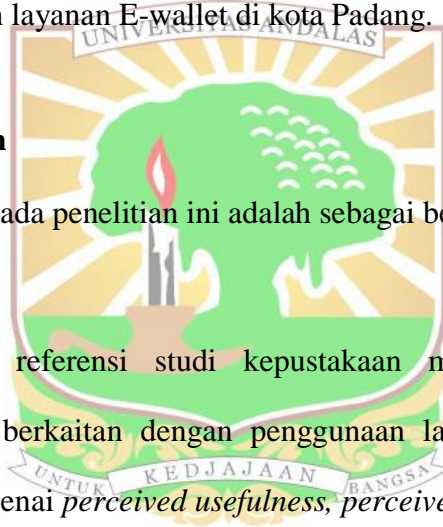 n layanan E-wallet di kota Padang.
UNIVERSITAS ANDALAS
n
ada penelitian ini adalah sebagai be
referensi studi kepustakaan m
berkaitan dengan penggunaan la
UNTUK KEDJAJAAN BANGSA
enai perceived usefulness, perceive